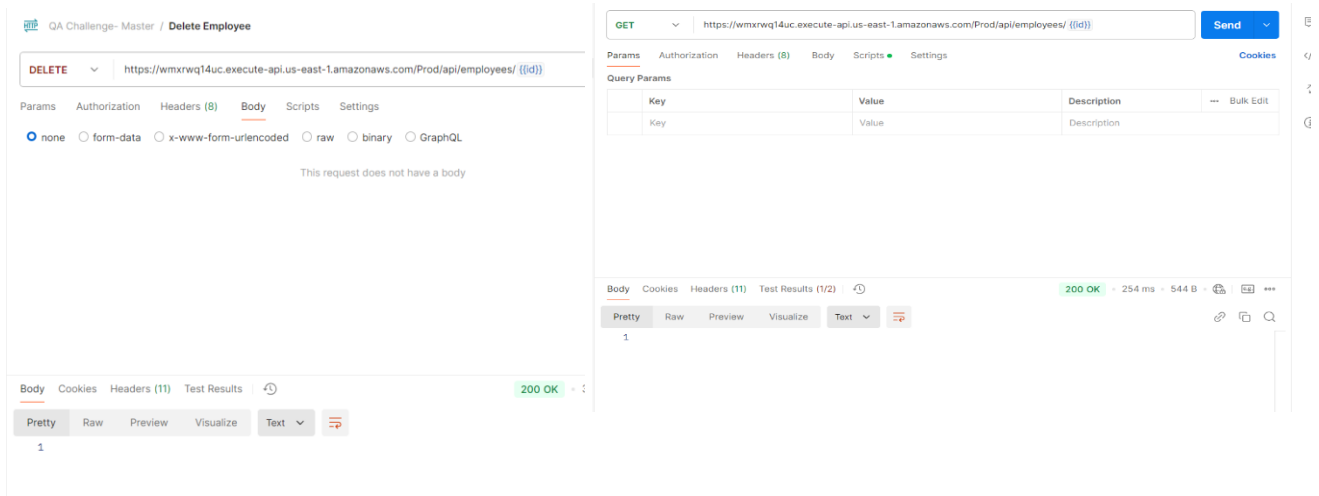 HTTP QA Challenge- Master / Delete Employee
DELETE https://wmxrwq14uc.execute-api.us-east-1.amazonaws.com/Prod/api/employees/ {{id}}
Params Authorization Headers (8) Body Scripts Settings
none form-data x-www-form-urlencoded raw binary GraphQL
This request does not have a body
Body Cookies Headers (11) Test Results 200 OK
Pretty Raw Preview Visualize Text
1
GET https://wmxrwq14uc.execute-api.us-east-1.amazonaws.com/Prod/api/employees/ {{id}} Send
Params Authorization Headers (8) Body Scripts Settings Cookies
Query Params
Key Value Description Bulk Edit
Key Value Description
Body Cookies Headers (11) Test Results (1/2) 200 OK 254 ms 544 B e.g.
Pretty Raw Preview Visualize Text
1